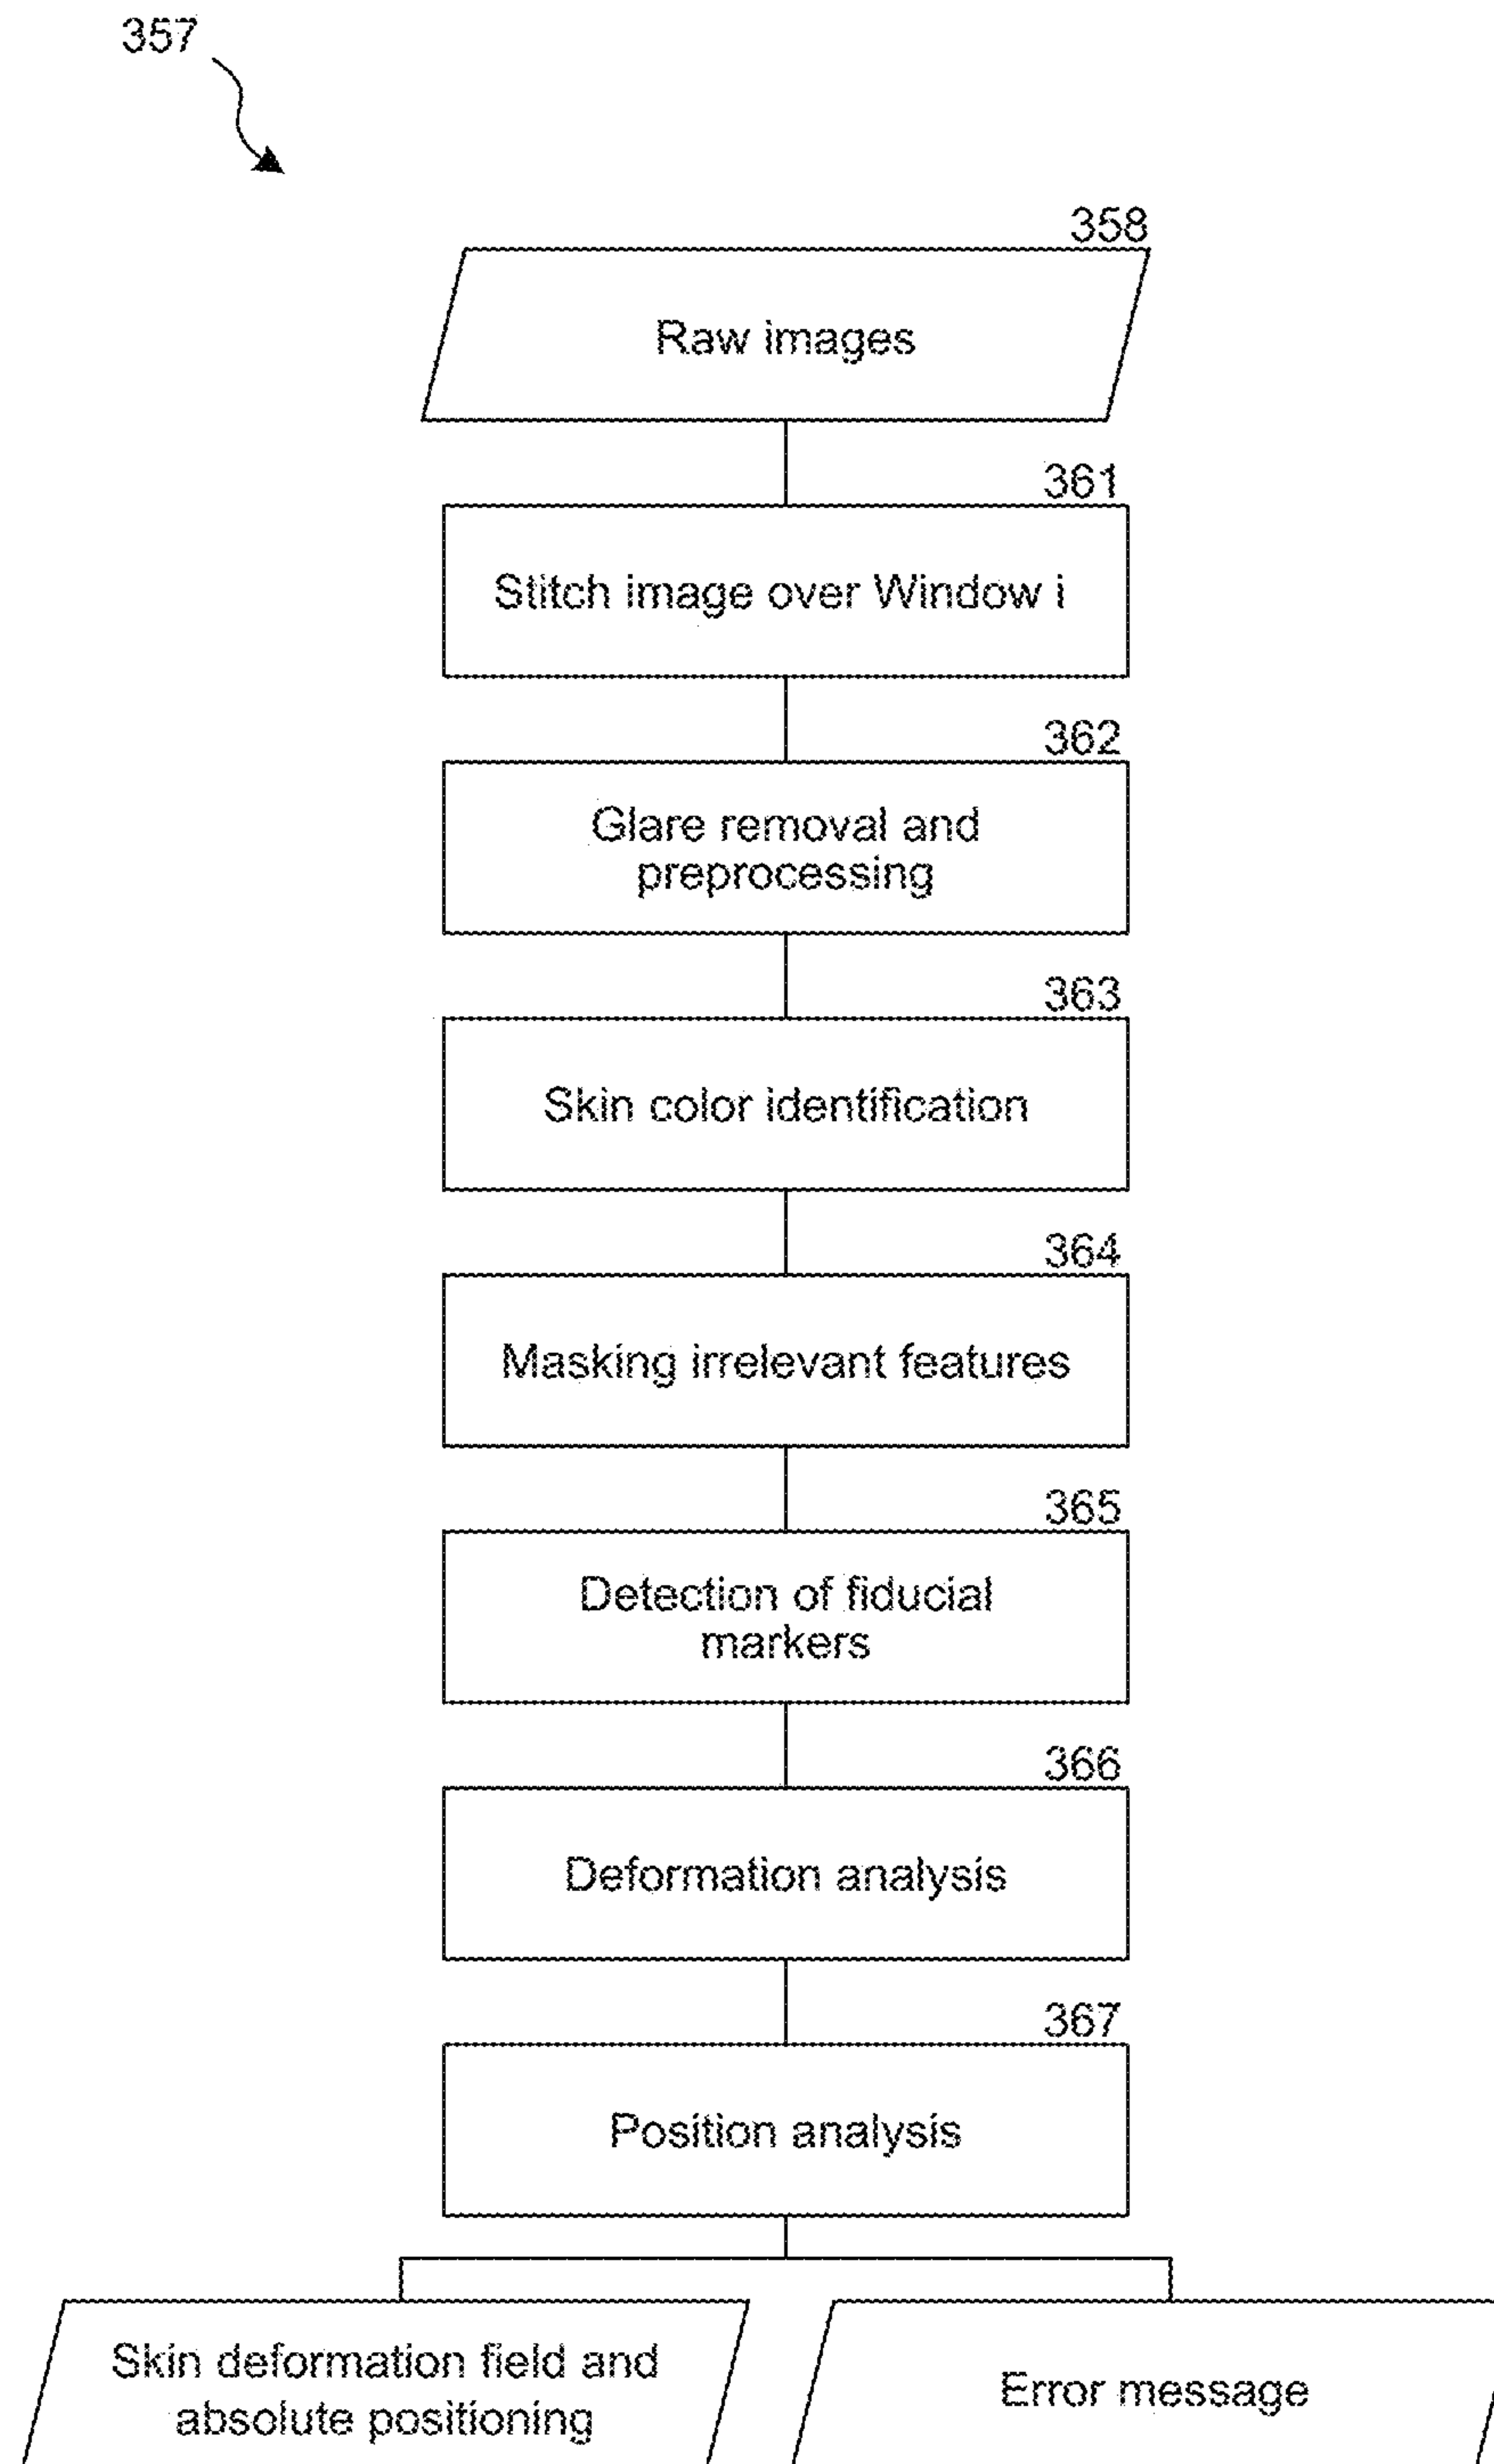 357
358
Raw images
361
Stitch image over Window i
362
Glare removal and
preprocessing
363
Skin color identification
364
Masking irrelevant features
365
Detection of fiducial
markers
366
Deformation analysis
367
Position analysis
Skin deformation field and
absolute positioning
Error message